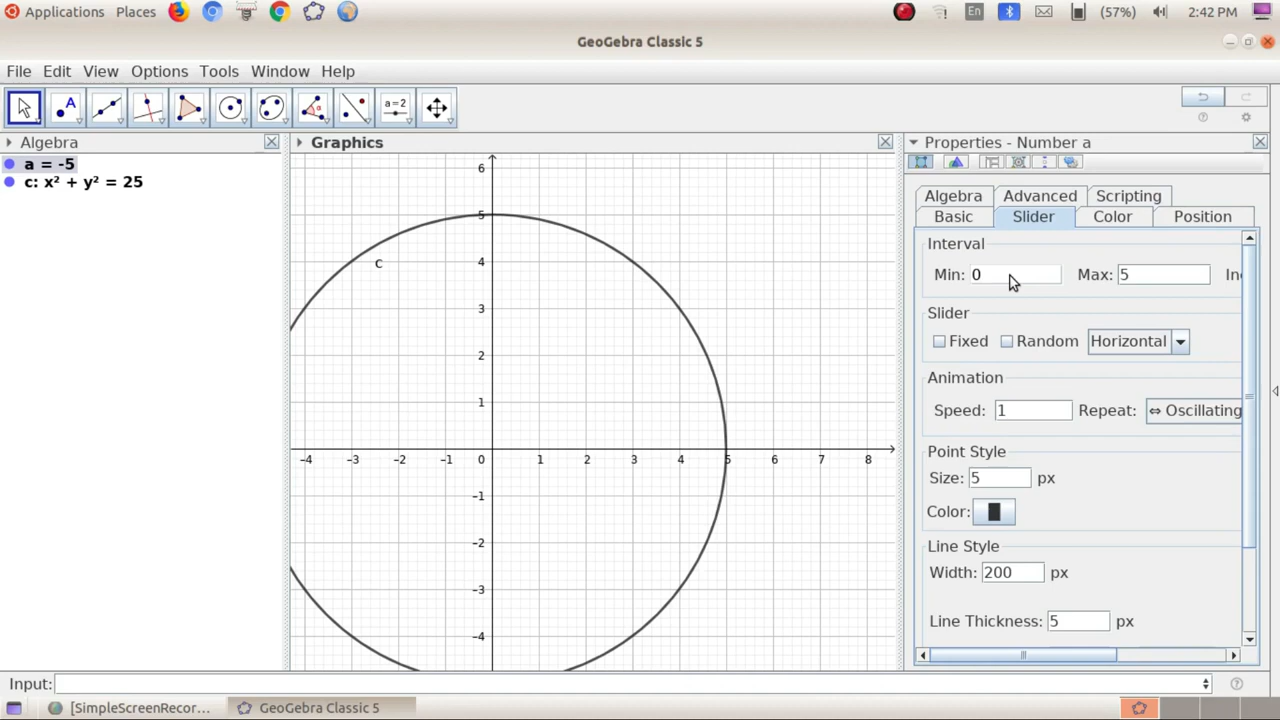 Applications Places En (57%) 2:42 PM
GeoGebra Classic 5
File Edit View Options Tools Window Help
A α a=2
Algebra
a = -5
c: x² + y² = 25
Graphics
6
5
4
3
2
1
-4 -3 -2 -1 0 1 2 3 4 5 6 7 8
-1
-2
-3
-4
c
Properties - Number a
Algebra Advanced Scripting
Basic Slider Color Position
Interval
Min: 0 Max: 5 In
Slider
Fixed Random Horizontal
Animation
Speed: 1 Repeat: ⇔ Oscillating
Point Style
Size: 5 px
Color:
Line Style
Width: 200 px
Line Thickness: 5 px
Input:
[SimpleScreenRecor... GeoGebra Classic 5